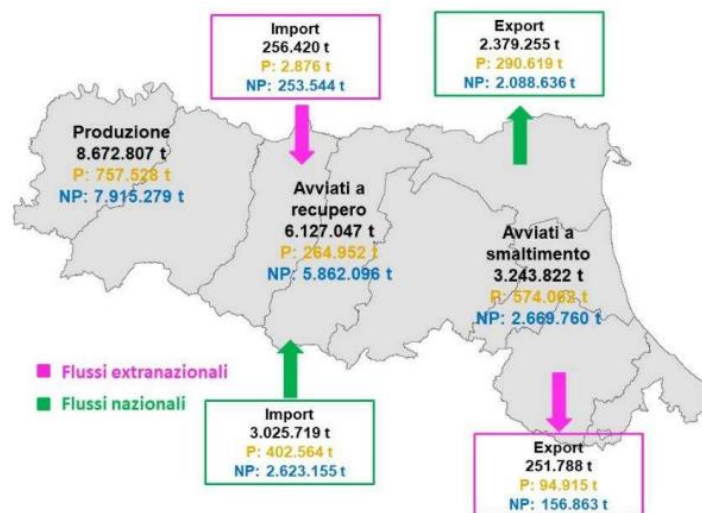 Import
256.420 t
P: 2.876 t
NP: 253.544 t
Export
2.379.255 t
P: 290.619 t
NP: 2.088.636 t
Produzione
8.672.807 t
P: 757.528 t
NP: 7.915.279 t
Avviati a
recupero
6.127.047 t
P: 264.952 t
NP: 5.862.096 t
Avviati a
smaltimento
3.243.822 t
P: 574.062 t
NP: 2.669.760 t
Flussi extranazionali
Flussi nazionali
Import
3.025.719 t
P: 402.564 t
NP: 2.623.155 t
Export
251.788 t
P: 94.915 t
NP: 156.863 t